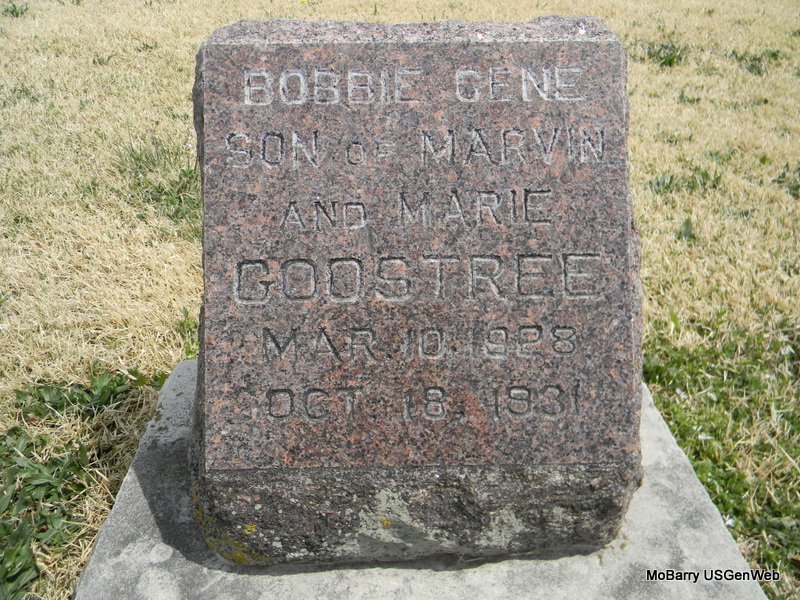 BOBBIE GENE
SON OF MARVIN
AND MARIE
GOOSTREE
MAR. 10. 1928
OCT. 18. 1931
MoBarry USGenWeb